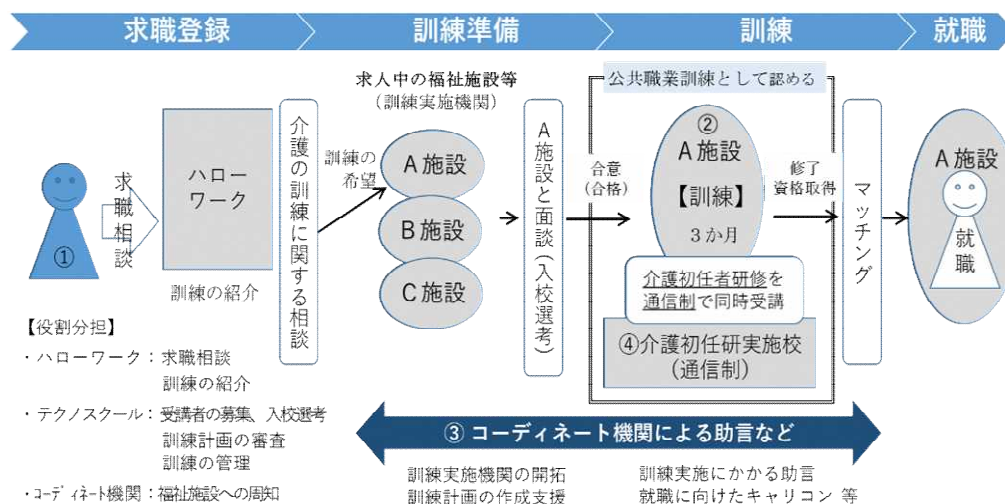 求職登録
訓練準備
訓練
就職
求人中の福祉施設等
(訓練実施機関)
公共職業訓練として認める
ハロー
ワーク
求職相談
①
訓練の紹介
介護の訓練に関する相談
訓練の
希望
A施設
B施設
C施設
A施設と面談(入校選考)
合意
(合格)
②
A施設
【訓練】
3か月
修了
資格取得
介護初任者研修を
通信制で同時受講
④介護初任研実施校
(通信制)
マッチング
A施設
就職
【役割分担】
・ハローワーク：求職相談
訓練の紹介
・テクノスクール：受講者の募集、入校選考
訓練計画の審査
訓練の管理
・コーディネート機関：福祉施設への周知
③ コーディネート機関による助言など
訓練実施機関の開拓
訓練計画の作成支援
訓練実施にかかる助言
就職に向けたキャリコン 等